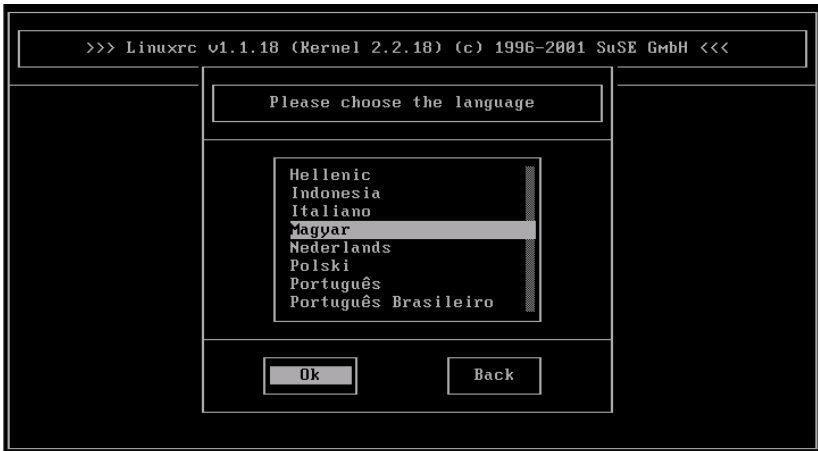 >>> Linuxrc v1.1.18 (Kernel 2.2.18) (c) 1996-2001 SuSE GmbH <<<
Please choose the language
Hellenic
Indonesia
Italiano
Magyar
Nederlands
Polski
Português
Português Brasileiro
Ok
Back